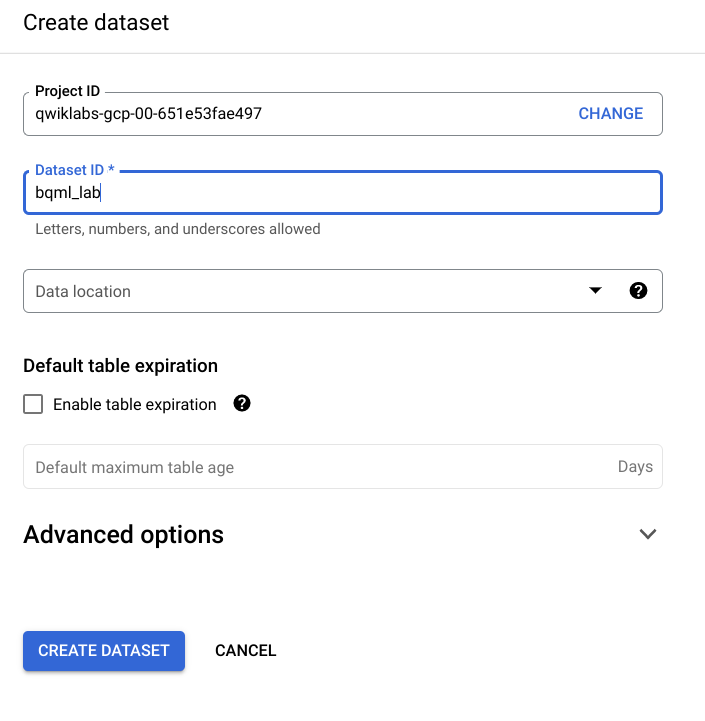 Create dataset
Project ID
qwiklabs-gcp-00-651e53fae497 CHANGE
Dataset ID *
bqml_lab
Letters, numbers, and underscores allowed
Data location
Default table expiration
Enable table expiration
Default maximum table age Days
Advanced options
CREATE DATASET CANCEL